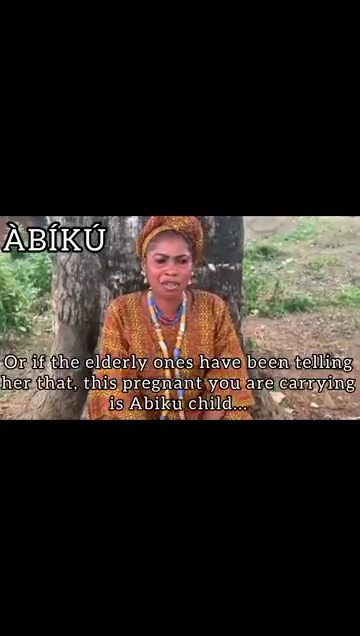 ÀBÍKÚ
Or if the elderly ones have been telling
her that, this pregnant you are carrying
is Abiku child...